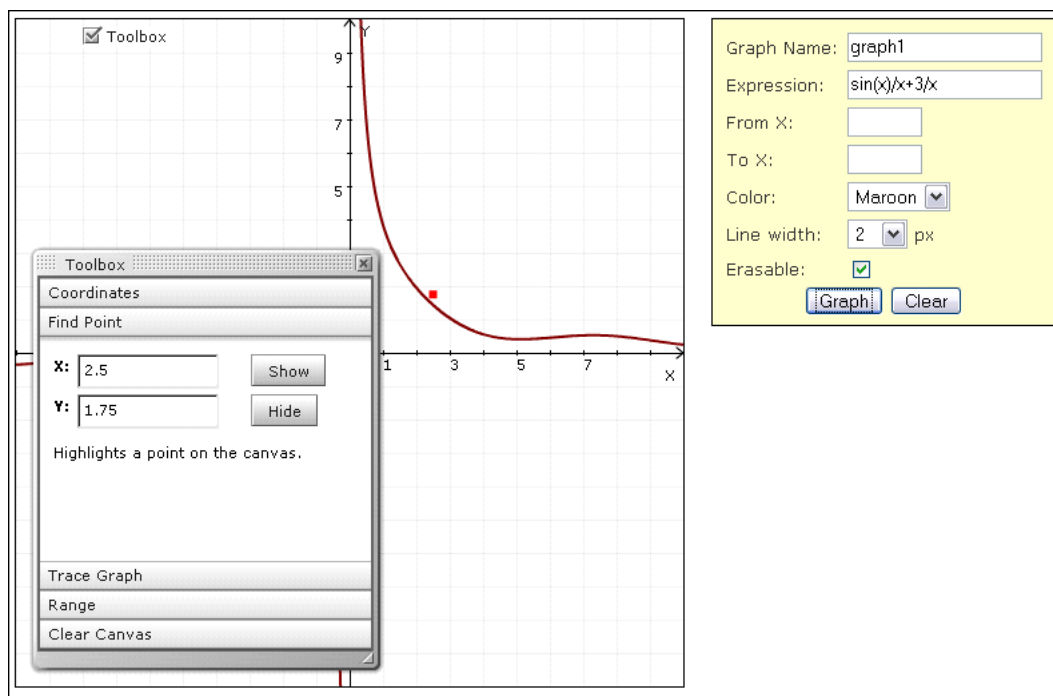 Toolbox
Y
9
7
5
1 3 5 7
X
Toolbox
Coordinates
Find Point
X: 2.5 Show
Y: 1.75 Hide
Highlights a point on the canvas.
Trace Graph
Range
Clear Canvas
Graph Name: graph1
Expression: sin(x)/x+3/x
From X:
To X:
Color: Maroon
Line width: 2 px
Erasable:
Graph Clear